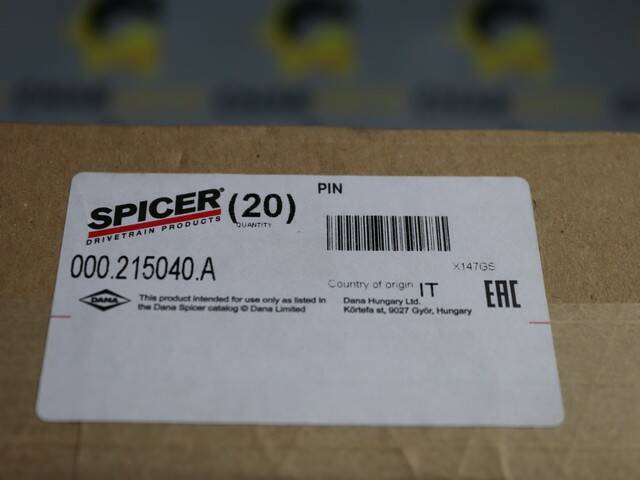 SPICER®
DRIVETRAIN PRODUCTS
(20)
QUANTITY
PIN
000.215040.A
X147GS
DANA
This product intended for use only as listed in
the Dana Spicer catalog © Dana Limited
Country of origin IT
Dana Hungary Ltd.
Körtefa st, 9027 Györ, Hungary
EAC